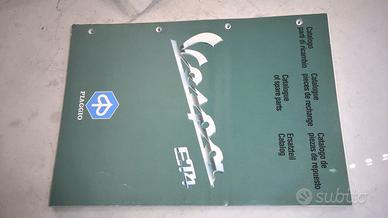 Catalogo
parti di ricambio
Catalogue
pièces de rechange
Catalogo de
piezas de repuesto
Catalogue
of spare parts
Ersatzteil
Catalog
Vespa
ET4
PIAGGIO
subito